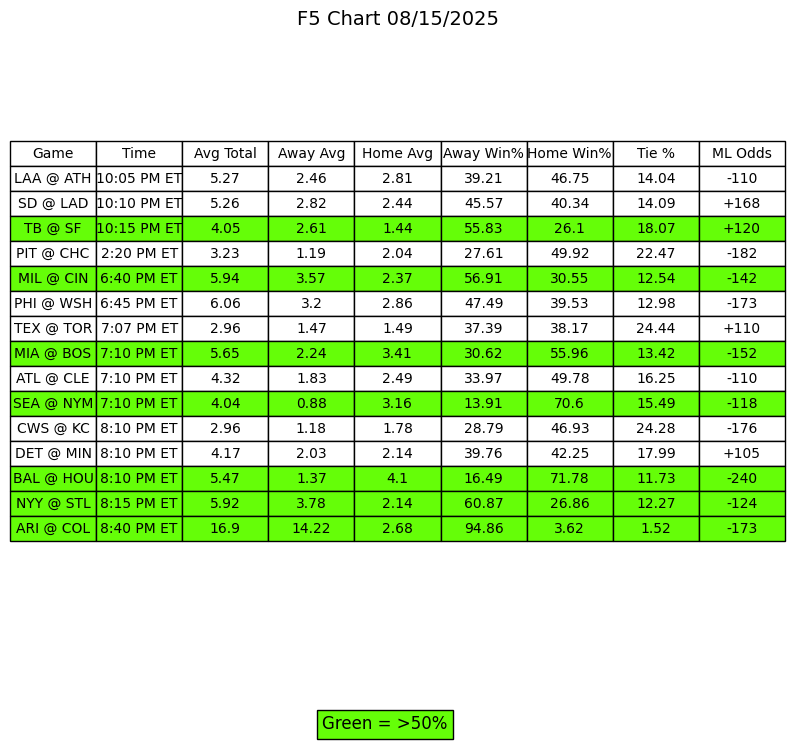 F5 Chart 08/15/2025
Game Time Avg Total Away Avg Home Avg Away Win% Home Win% Tie % ML Odds
LAA @ ATH 10:05 PM ET 5.27 2.46 2.81 39.21 46.75 14.04 -110
SD @ LAD 10:10 PM ET 5.26 2.82 2.44 45.57 40.34 14.09 +168
TB @ SF 10:15 PM ET 4.05 2.61 1.44 55.83 26.1 18.07 +120
PIT @ CHC 2:20 PM ET 3.23 1.19 2.04 27.61 49.92 22.47 -182
MIL @ CIN 6:40 PM ET 5.94 3.57 2.37 56.91 30.55 12.54 -142
PHI @ WSH 6:45 PM ET 6.06 3.2 2.86 47.49 39.53 12.98 -173
TEX @ TOR 7:07 PM ET 2.96 1.47 1.49 37.39 38.17 24.44 +110
MIA @ BOS 7:10 PM ET 5.65 2.24 3.41 30.62 55.96 13.42 -152
ATL @ CLE 7:10 PM ET 4.32 1.83 2.49 33.97 49.78 16.25 -110
SEA @ NYM 7:10 PM ET 4.04 0.88 3.16 13.91 70.6 15.49 -118
CWS @ KC 8:10 PM ET 2.96 1.18 1.78 28.79 46.93 24.28 -176
DET @ MIN 8:10 PM ET 4.17 2.03 2.14 39.76 42.25 17.99 +105
BAL @ HOU 8:10 PM ET 5.47 1.37 4.1 16.49 71.78 11.73 -240
NYY @ STL 8:15 PM ET 5.92 3.78 2.14 60.87 26.86 12.27 -124
ARI @ COL 8:40 PM ET 16.9 14.22 2.68 94.86 3.62 1.52 -173
Green = >50%